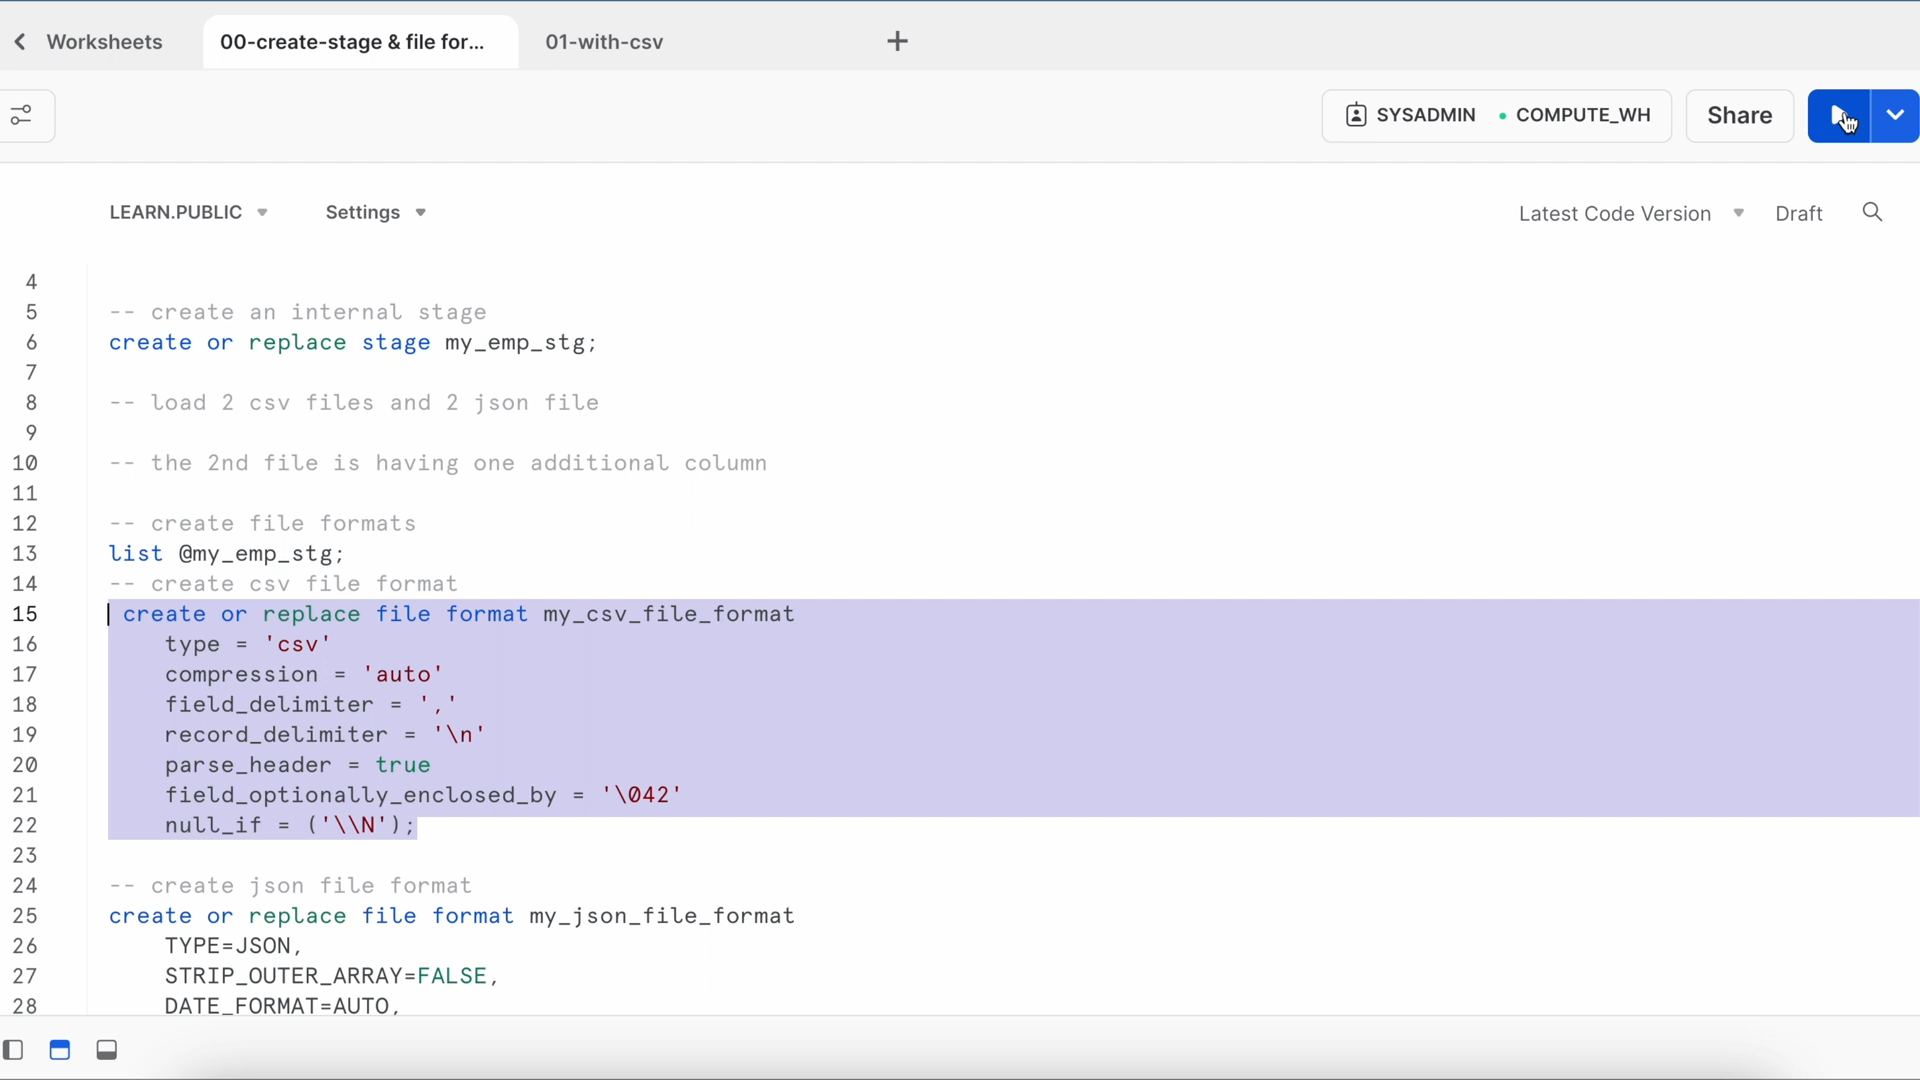 Worksheets
00-create-stage & file for...
01-with-csv
SYSADMIN
COMPUTE_WH
Share
LEARN.PUBLIC
Settings
Latest Code Version
Draft
4
5 -- create an internal stage
6 create or replace stage my_emp_stg;
7
8 -- load 2 csv files and 2 json file
9
10 -- the 2nd file is having one additional column
11
12 -- create file formats
13 list @my_emp_stg;
14 -- create csv file format
15 create or replace file format my_csv_file_format
16 type = 'csv'
17 compression = 'auto'
18 field_delimiter = ','
19 record_delimiter = '\n'
20 parse_header = true
21 field_optionally_enclosed_by = '\042'
22 null_if = ('\\N');
23
24 -- create json file format
25 create or replace file format my_json_file_format
26 TYPE=JSON,
27 STRIP_OUTER_ARRAY=FALSE,
28 DATE_FORMAT=AUTO,